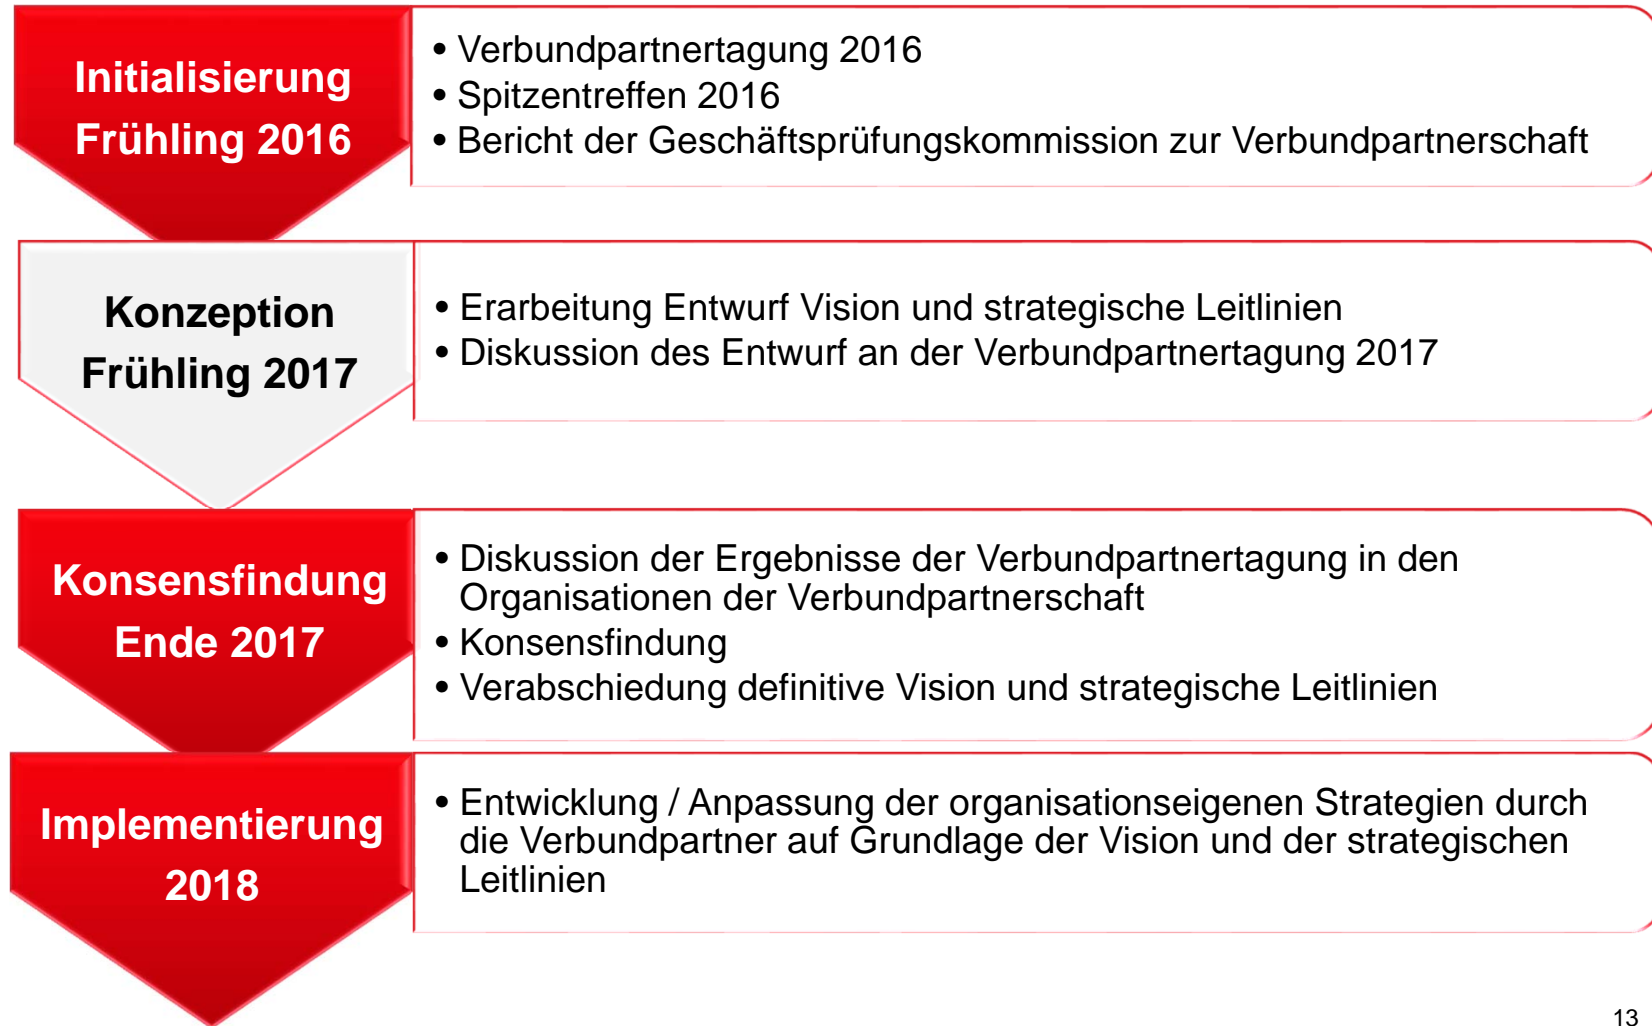 Initialisierung
Frühling 2016
• Verbundpartnertagung 2016
• Spitzentreffen 2016
• Bericht der Geschäftsprüfungskommission zur Verbundpartnerschaft
Konzeption
Frühling 2017
• Erarbeitung Entwurf Vision und strategische Leitlinien
• Diskussion des Entwurf an der Verbundpartnertagung 2017
Konsensfindung
Ende 2017
• Diskussion der Ergebnisse der Verbundpartnertagung in den
Organisationen der Verbundpartnerschaft
• Konsensfindung
• Verabschiedung definitive Vision und strategische Leitlinien
Implementierung
2018
• Entwicklung / Anpassung der organisationseigenen Strategien durch
die Verbundpartner auf Grundlage der Vision und der strategischen
Leitlinien
13